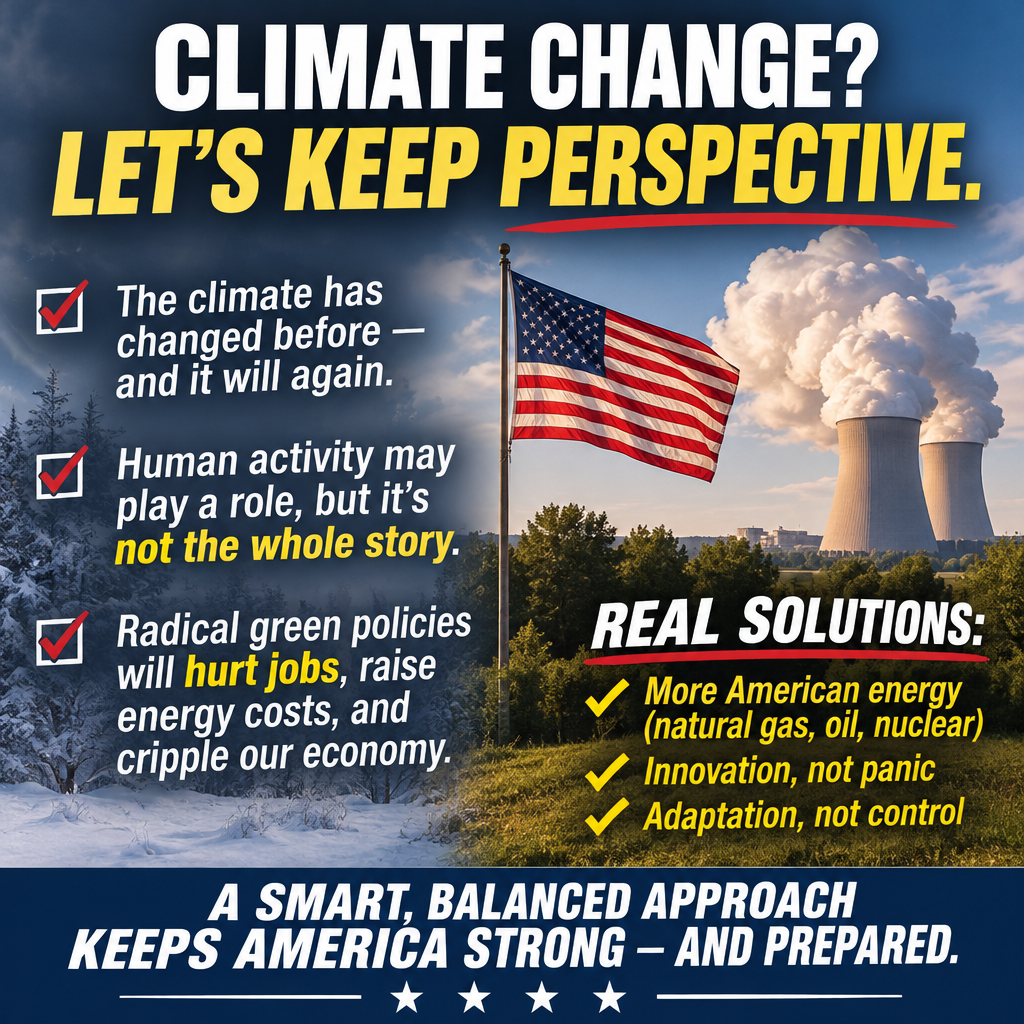 CLIMATE CHANGE?
LET'S KEEP PERSPECTIVE.
The climate has
changed before —
and it will again.
Human activity may
play a role, but it's
not the whole story.
Radical green policies
will hurt jobs, raise
energy costs, and
cripple our economy.
REAL SOLUTIONS:
More American energy
(natural gas, oil, nuclear)
Innovation, not panic
Adaptation, not control
A SMART, BALANCED APPROACH
KEEPS AMERICA STRONG – AND PREPARED.